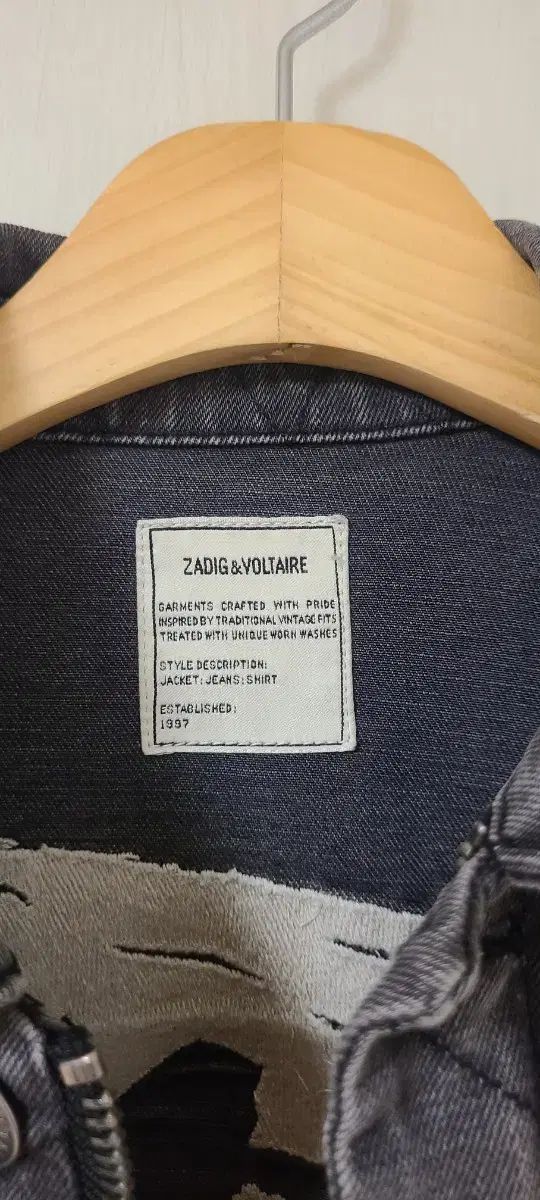 ZADIG&VOLTAIRE
GARMENTS CRAFTED WITH PRIDE
INSPIRED BY TRADITIONAL VINTAGE FITS
TREATED WITH UNIQUE WORN WASHES
STYLE DESCRIPTION:
JACKET; JEANS; SHIRT
ESTABLISHED:
1997